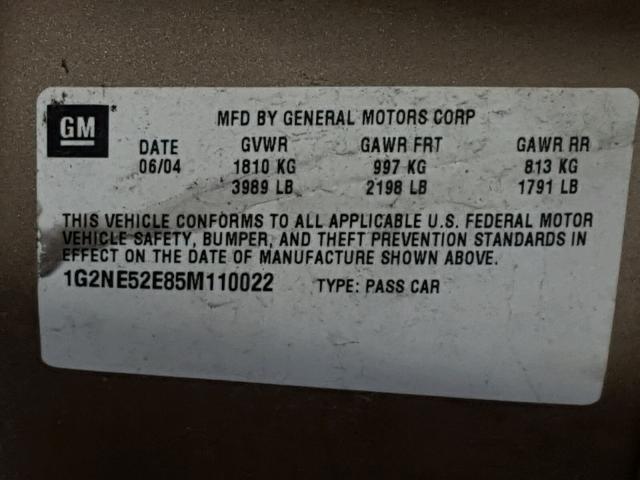 GM
MFD BY GENERAL MOTORS CORP
DATE GVWR GAWR FRT GAWR RR
06/04 1810 KG 997 KG 813 KG
3989 LB 2198 LB 1791 LB
THIS VEHICLE CONFORMS TO ALL APPLICABLE U.S. FEDERAL MOTOR
VEHICLE SAFETY, BUMPER, AND THEFT PREVENTION STANDARDS IN
EFFECT ON THE DATE OF MANUFACTURE SHOWN ABOVE.
1G2NE52E85M110022 TYPE: PASS CAR